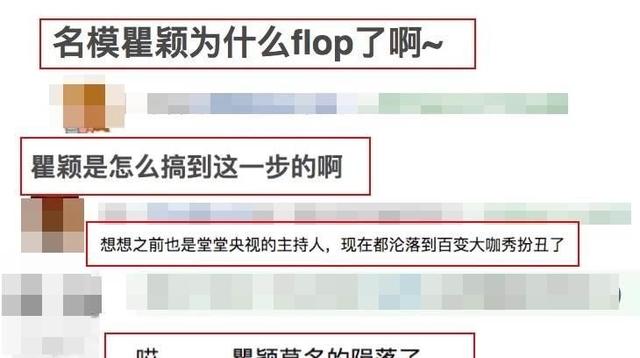 名模瞿颖为什么flop了啊~
瞿颖是怎么搞到这一步的啊
想想之前也是堂堂央视的主持人，现在都沦落到百变大咖秀扮丑了
哎 瞿颖莫名的陨落了